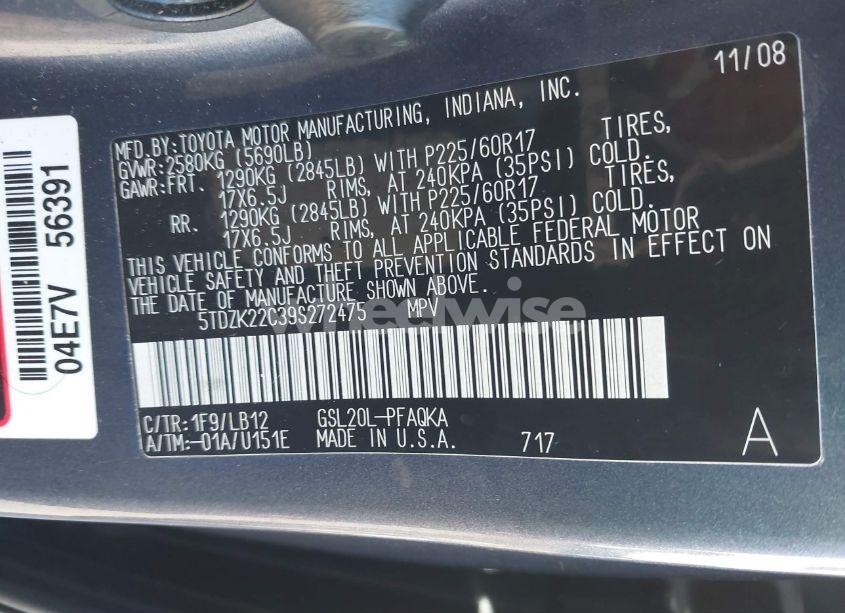 11/08
MFD.BY:TOYOTA MOTOR MANUFACTURING, INDIANA, INC.
GVWR:2580KG (5690LB)
GAWR:FRT. 1290KG (2845LB) WITH P225/60R17 TIRES,
17X6.5J RIMS, AT 240KPA (35PSI) COLD.
RR. 1290KG (2845LB) WITH P225/60R17 TIRES,
17X6.5J RIMS, AT 240KPA (35PSI) COLD.
THIS VEHICLE CONFORMS TO ALL APPLICABLE FEDERAL MOTOR
VEHICLE SAFETY AND THEFT PREVENTION STANDARDS IN EFFECT ON
THE DATE OF MANUFACTURE SHOWN ABOVE.
5TDZK22C39S272475 MPV
C/TR:1F9/LB12 GSL20L-PFAQKA
A/TM:-01A/U151E MADE IN U.S.A. 717 A
04E7V 56391
wheelwise